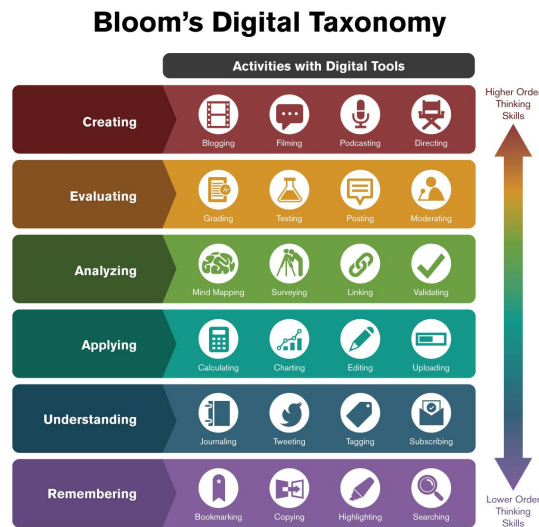 Bloom's Digital Taxonomy
Activities with Digital Tools
Higher Order
Thinking
Skills
Creating
Blogging
Filming
Podcasting
Directing
Evaluating
Grading
Testing
Posting
Moderating
Analyzing
Mind Mapping
Surveying
Linking
Validating
Applying
Calculating
Charting
Editing
Uploading
Understanding
Journaling
Tweeting
Tagging
Subscribing
Remembering
Bookmarking
Copying
Highlighting
Searching
Lower Order
Thinking
Skills